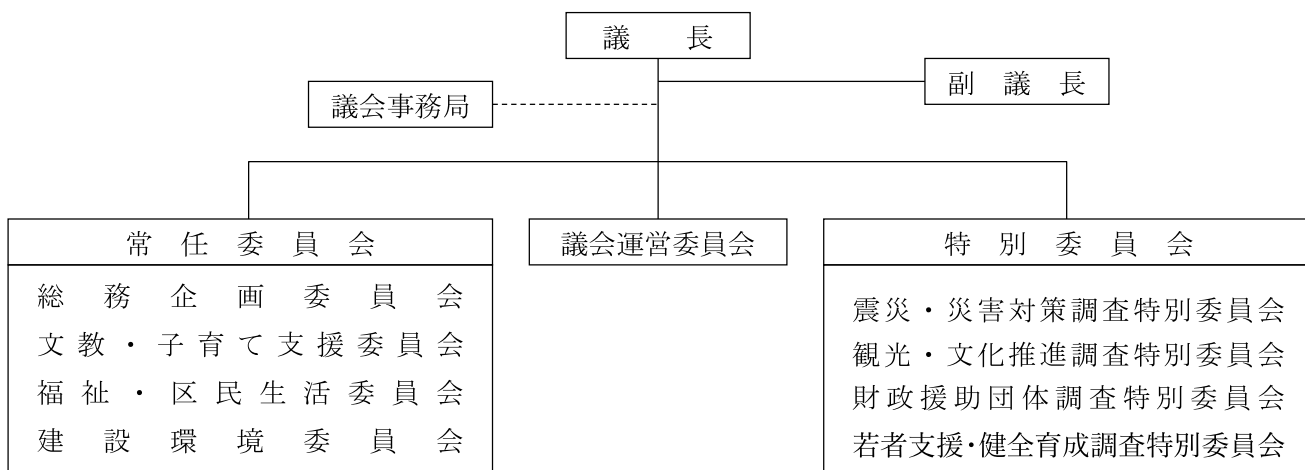 議長
副議長
議会事務局
常任委員会
総務企画委員会
文教・子育て支援委員会
福祉・区民生活委員会
建設環境委員会
議会運営委員会
特別委員会
震災・災害対策調査特別委員会
観光・文化推進調査特別委員会
財政援助団体調査特別委員会
若者支援・健全育成調査特別委員会